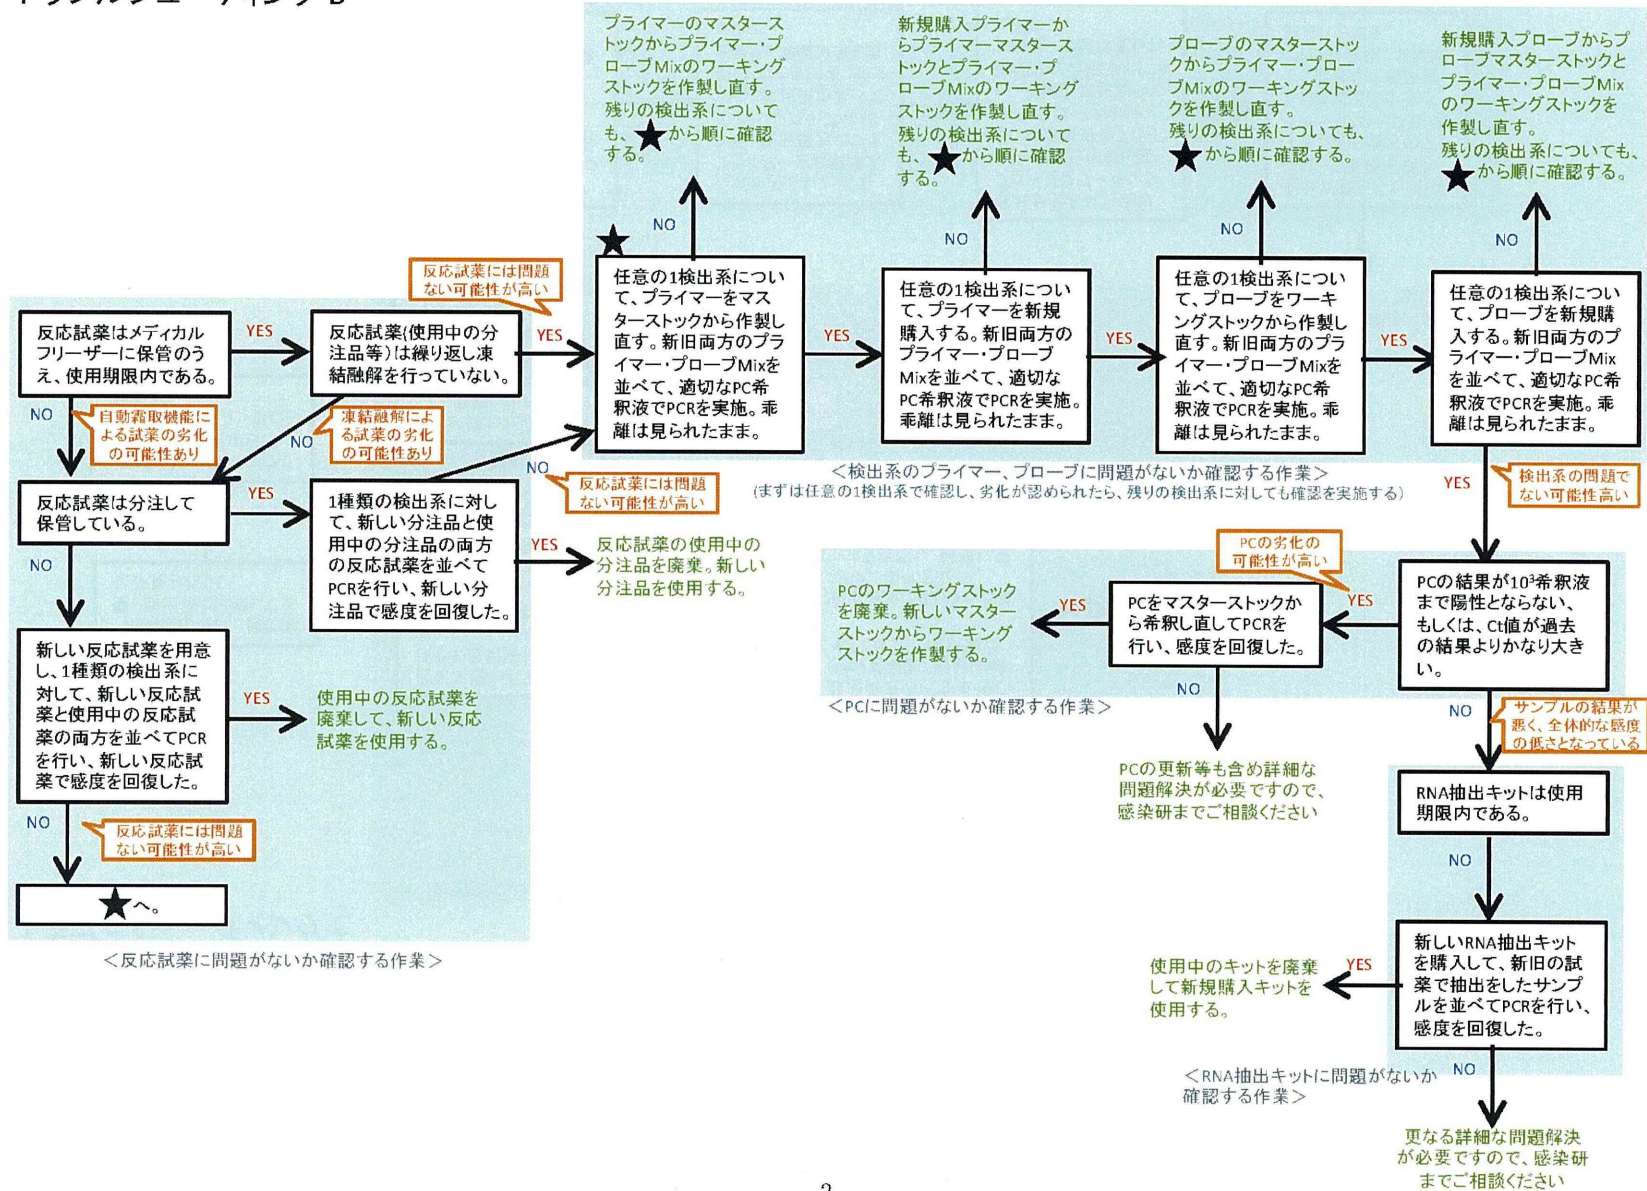 プライマーのマスタース
トックからプライマー・プ
ローブMixのワーキング
ストックを作製し直す。
残りの検出系について
も、★から順に確認
する。
新規購入プライマーか
らプライマーマスタース
トックとプライマー・プ
ローブMixのワーキング
ストックを作製し直す。
残りの検出系について
も、★から順に確認
する。
プローブのマスターストッ
クからプライマー・プロー
ブMixのワーキングストッ
クを作製し直す。
残りの検出系についても、
★から順に確認する。
新規購入プローブからプ
ローブマスターストックと
プライマー・プローブMix
のワーキングストックを
作製し直す。
残りの検出系についても、
★から順に確認する。
NO
NO
NO
NO
★
反応試薬には問題
ない可能性が高い
反応試薬はメディカル
フリーザーに保管のう
え、使用期限内である。
YES
反応試薬(使用中の分
注品等)は繰り返し凍
結融解を行っていない。
YES
任意の1検出系につい
て、プライマーをマス
ターストックから作製し
直す。新旧両方のプラ
イマー・プローブMixを
並べて、適切なPC希
釈液でPCRを実施。乖
離は見られたまま。
YES
任意の1検出系につい
て、プライマーを新規
購入する。新旧両方の
プライマー・プローブ
Mixを並べて、適切な
PC希釈液でPCRを実施。
乖離は見られたまま。
YES
任意の1検出系につい
て、プローブをワーキ
ングストックから作製し
直す。新旧両方のプラ
イマー・プローブMixを
並べて、適切なPC希釈
液でPCRを実施。乖離
は見られたまま。
YES
任意の1検出系につい
て、プローブを新規購
入する。新旧両方のプ
ライマー・プローブMix
を並べて、適切なPC希
釈液でPCRを実施。乖
離は見られたまま。
NO
自動霜取機能に
よる試薬の劣化
の可能性あり
NO
凍結融解によ
る試薬の劣化
の可能性あり
NO
反応試薬には問題
ない可能性が高い
＜検出系のプライマー、プローブに問題がないか確認する作業＞
(まずは任意の1検出系で確認し、劣化が認められたら、残りの検出系に対しても確認を実施する)
YES
検出系の問題で
ない可能性高い
反応試薬は分注して
保管している。
YES
1種類の検出系に対し
て、新しい分注品と使
用中の分注品の両方
の反応試薬を並べて
PCRを行い、新しい分
注品で感度を回復した。
YES
反応試薬の使用中の
分注品を廃棄。新しい
分注品を使用する。
NO
新しい反応試薬を用意
し、1種類の検出系に
対して、新しい反応試
薬と使用中の反応試
薬の両方を並べてPCR
を行い、新しい反応試
薬で感度を回復した。
YES
使用中の反応試薬を
廃棄して、新しい反応
試薬を使用する。
NO
反応試薬には問題
ない可能性が高い
★へ。
＜反応試薬に問題がないか確認する作業＞
PCの劣化の
可能性が高い
PCの結果が10³希釈液
まで陽性とならない、
もしくは、Ct値が過去
の結果よりかなり大き
い。
YES
PCをマスターストックか
ら希釈し直してPCRを
行い、感度を回復した。
YES
PCのワーキングストック
を廃棄。新しいマスター
ストックからワーキング
ストックを作製する。
＜PCに問題がないか確認する作業＞
NO
PCの更新等も含め詳細な
問題解決が必要ですので、
感染研までご相談ください
NO
サンプルの結果が
悪く、全体的な感度
の低さとなっている
RNA抽出キットは使用
期限内である。
NO
新しいRNA抽出キット
を購入して、新旧の試
薬で抽出をしたサンプ
ルを並べてPCRを行い、
感度を回復した。
YES
使用中のキットを廃棄
して新規購入キットを
使用する。
＜RNA抽出キットに問題がないか
確認する作業＞
NO
更なる詳細な問題解決
が必要ですので、感染研
までご相談ください